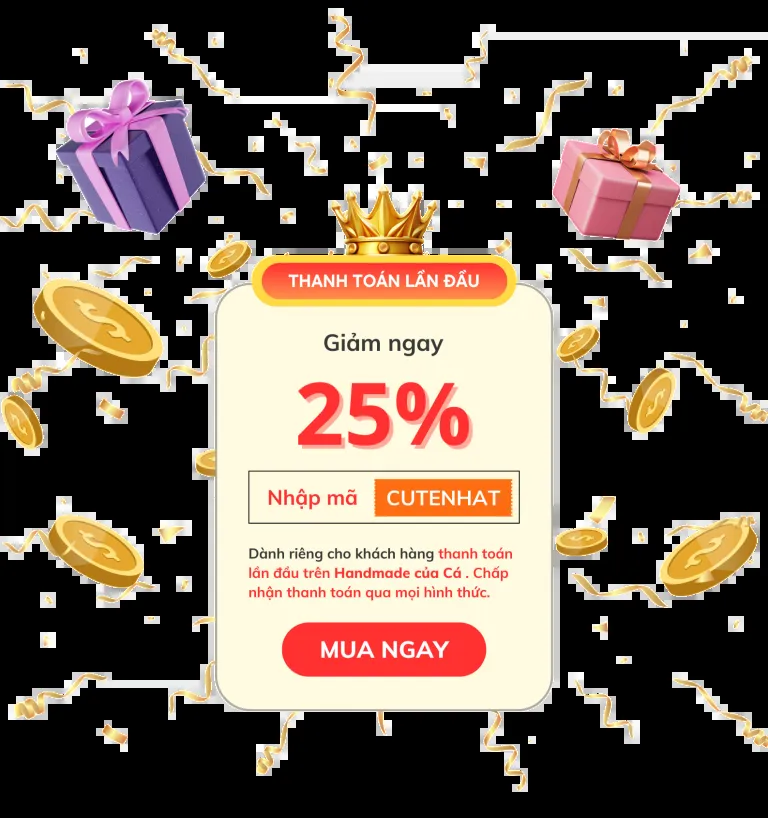 THANH TOÁN LẦN ĐẦU
Giảm ngay
25%
Nhập mã CUTENHAT
Dành riêng cho khách hàng thanh toán
lần đầu trên Handmade của Cá . Chấp
nhận thanh toán qua mọi hình thức.
MUA NGAY